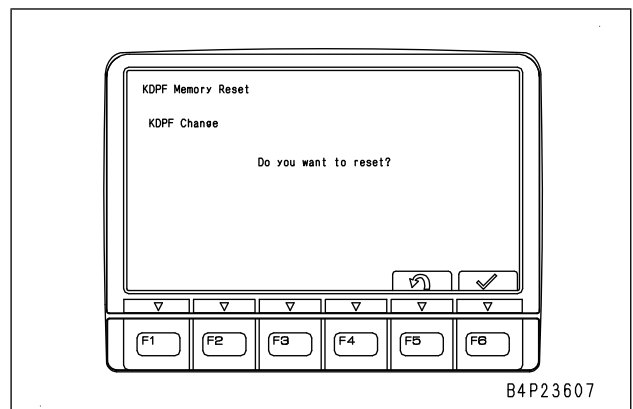 KDPF Memory Reset
KDPF Change
Do you want to reset?
F1 F2 F3 F4 F5 F6
B4P23607